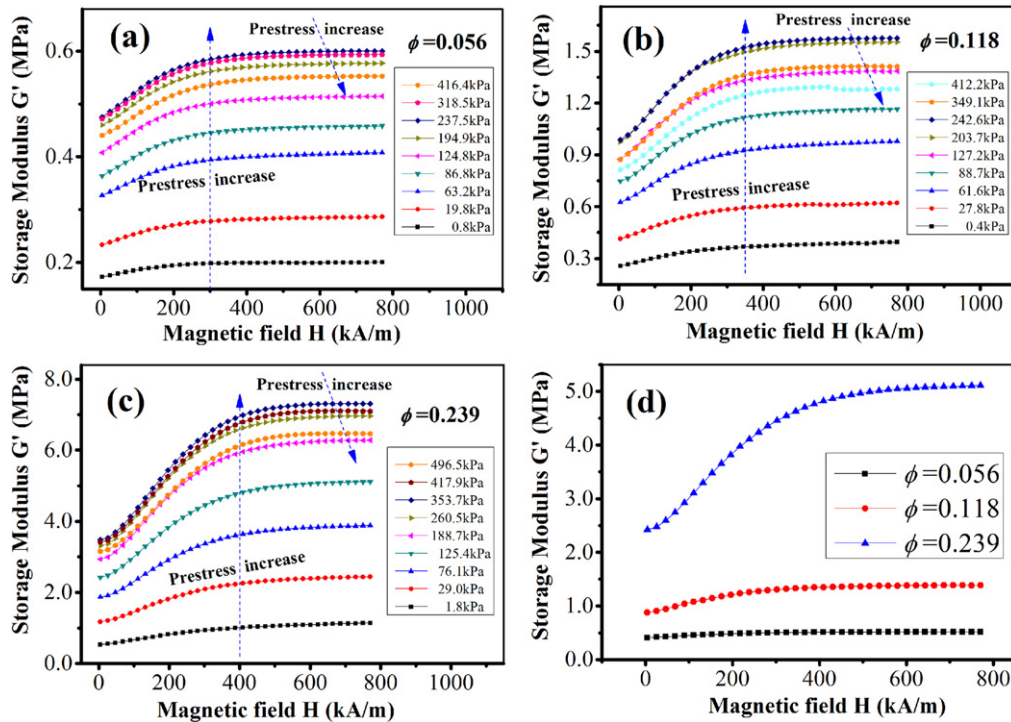 (a)
Prestress increase
ϕ=0.056
Storage Modulus G' (MPa)
0.6
0.4
0.2
416.4kPa
318.5kPa
237.5kPa
194.9kPa
124.8kPa
86.8kPa
63.2kPa
19.8kPa
0.8kPa
Prestress increase
0 200 400 600 800 1000
Magnetic field H (kA/m)
(b)
Prestress increase
ϕ=0.118
Storage Modulus G' (MPa)
1.5
1.2
0.9
0.6
0.3
412.2kPa
349.1kPa
242.6kPa
203.7kPa
127.2kPa
88.7kPa
61.6kPa
27.8kPa
0.4kPa
Prestress increase
0 200 400 600 800 1000
Magnetic field H (kA/m)
(c)
Prestress increase
ϕ=0.239
Storage Modulus G' (MPa)
8.0
6.0
4.0
2.0
0.0
496.5kPa
417.9kPa
353.7kPa
260.5kPa
188.7kPa
125.4kPa
76.1kPa
29.0kPa
1.8kPa
Prestress increase
0 200 400 600 800 1000
Magnetic field H (kA/m)
(d)
Storage Modulus G' (MPa)
5.0
4.0
3.0
2.0
1.0
0.0
ϕ=0.056
ϕ=0.118
ϕ=0.239
0 200 400 600 800
Magnetic field H (kA/m)